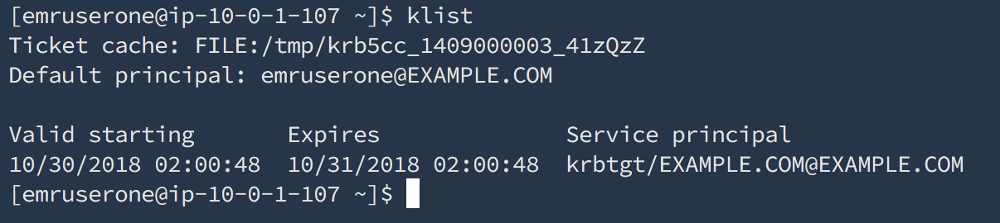 [emruserone@ip-10-0-1-107 ~]$ klist
Ticket cache: FILE:/tmp/krb5cc_1409000003_41zQzZ
Default principal: emruserone@EXAMPLE.COM
Valid starting       Expires              Service principal
10/30/2018 02:00:48  10/31/2018 02:00:48  krbtgt/EXAMPLE.COM@EXAMPLE.COM
[emruserone@ip-10-0-1-107 ~]$